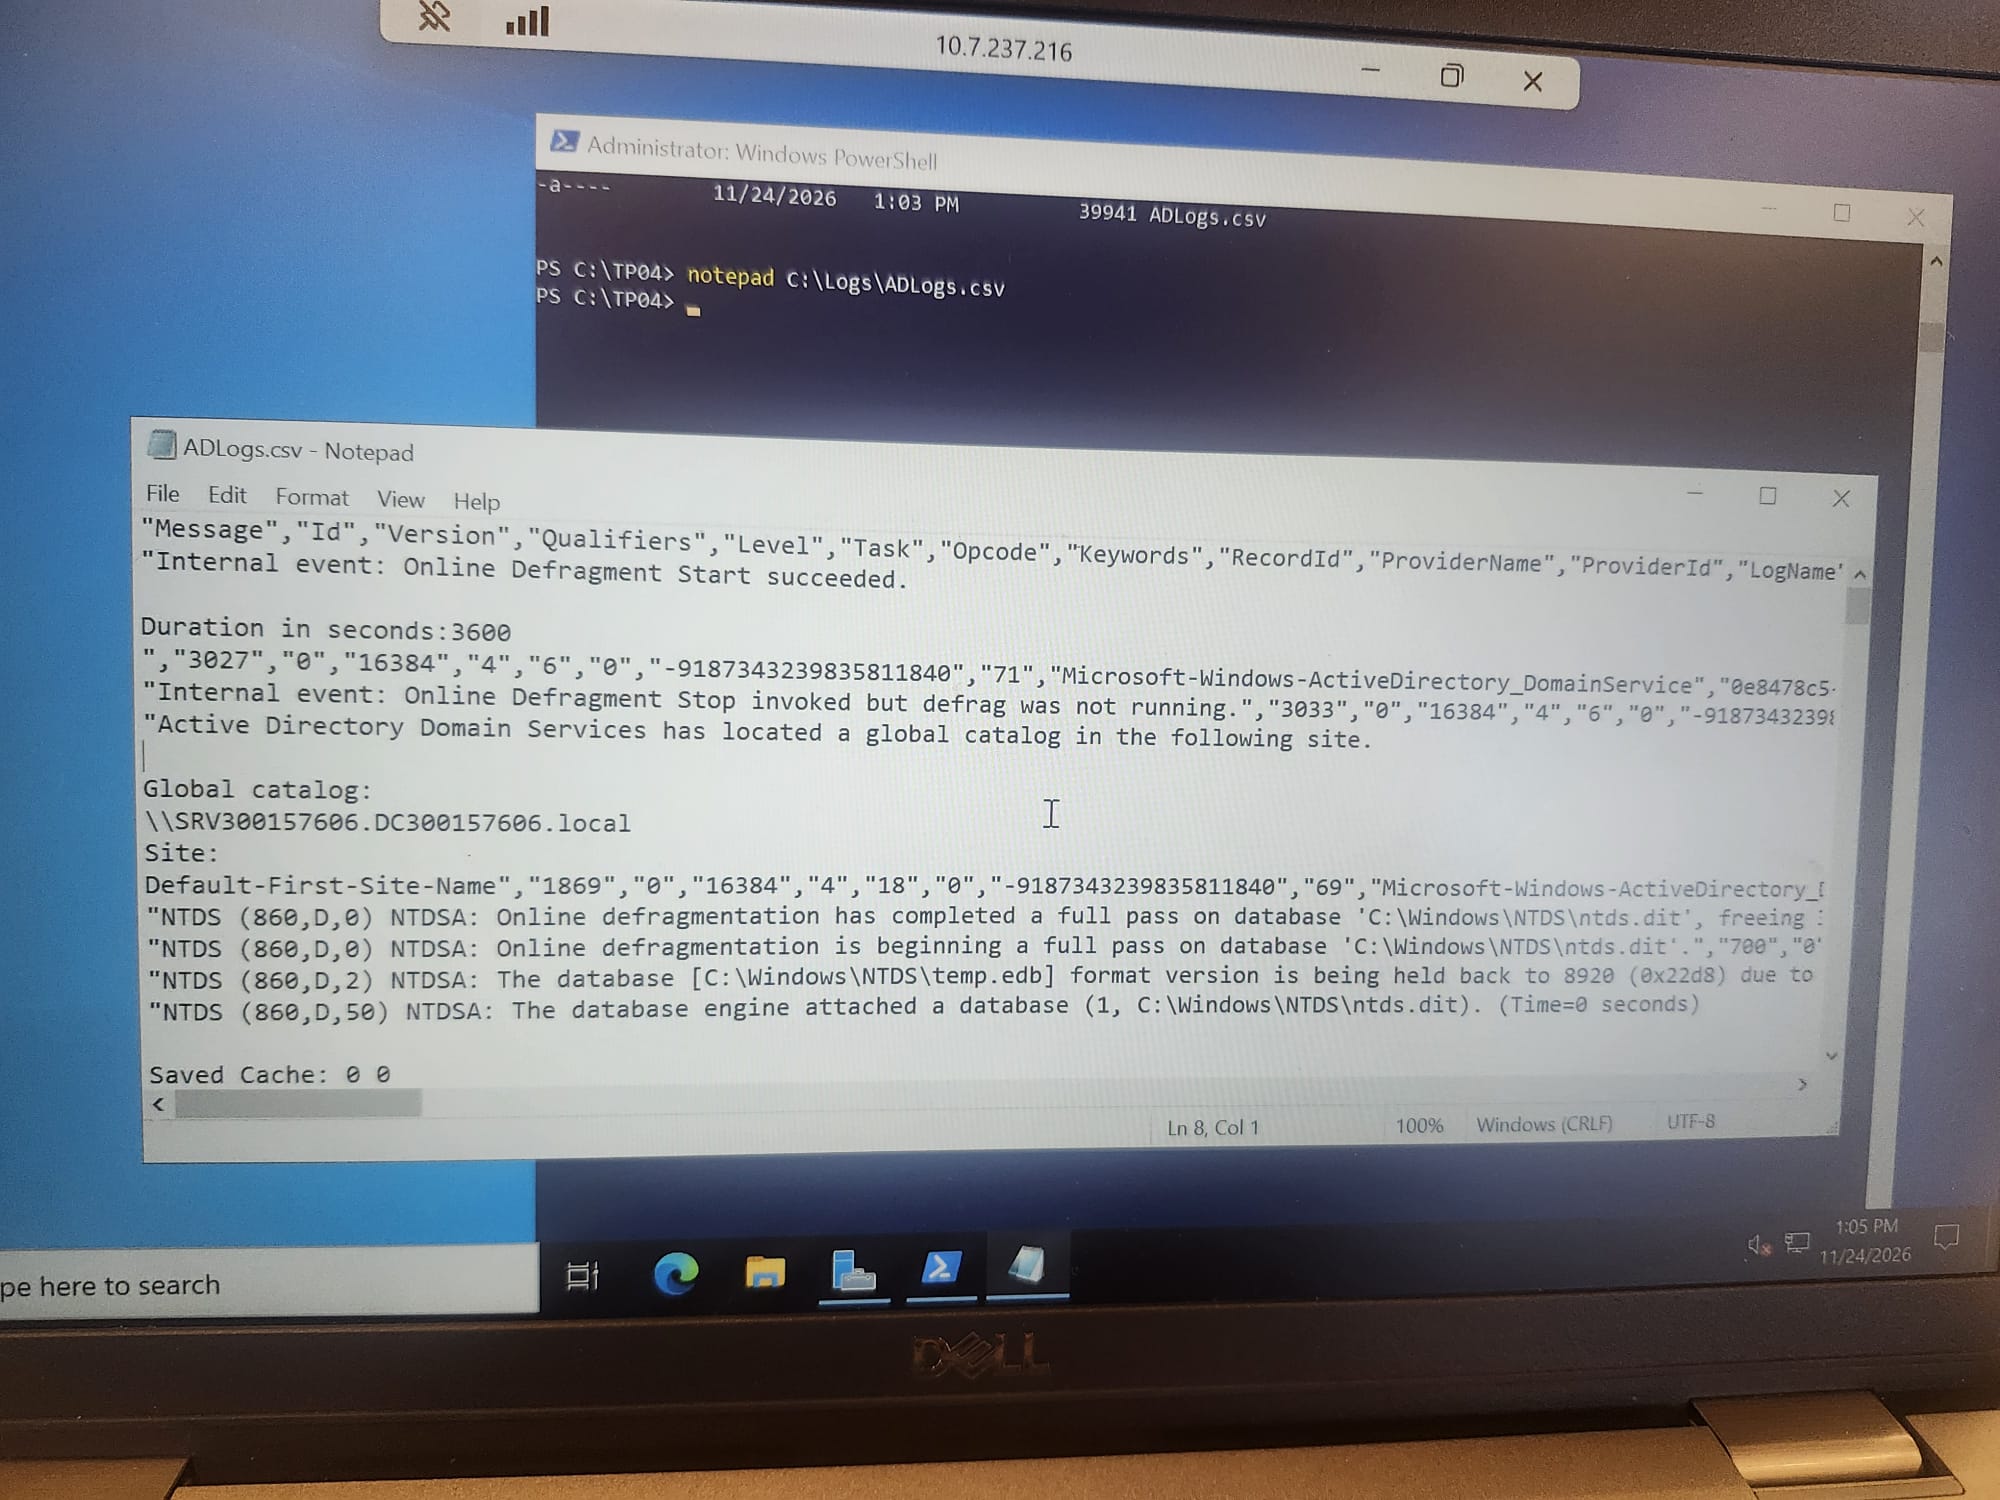 10.7.237.216
Administrator: Windows PowerShell
-a---- 11/24/2026 1:03 PM 39941 ADLogs.csv
PS C:\TP04> notepad C:\Logs\ADLogs.csv
PS C:\TP04>
ADLogs.csv - Notepad
File Edit Format View Help
"Message","Id","Version","Qualifiers","Level","Task","Opcode","Keywords","RecordId","ProviderName","ProviderId","LogName"
"Internal event: Online Defragment Start succeeded.
Duration in seconds:3600
","3027","0","16384","4","6","0","-9187343239835811840","71","Microsoft-Windows-ActiveDirectory_DomainService","0e8478c5-
"Internal event: Online Defragment Stop invoked but defrag was not running.","3033","0","16384","4","6","0","-91873432398
"Active Directory Domain Services has located a global catalog in the following site.
Global catalog:
\\SRV300157606.DC300157606.local
Site:
Default-First-Site-Name","1869","0","16384","4","18","0","-9187343239835811840","69","Microsoft-Windows-ActiveDirectory_
"NTDS (860,D,0) NTDSA: Online defragmentation has completed a full pass on database 'C:\Windows\NTDS\ntds.dit', freeing
"NTDS (860,D,0) NTDSA: Online defragmentation is beginning a full pass on database 'C:\Windows\NTDS\ntds.dit'.","700","0"
"NTDS (860,D,2) NTDSA: The database [C:\Windows\NTDS\temp.edb] format version is being held back to 8920 (0x22d8) due to
"NTDS (860,D,50) NTDSA: The database engine attached a database (1, C:\Windows\NTDS\ntds.dit). (Time=0 seconds)
Saved Cache: 0 0
Ln 8, Col 1 100% Windows (CRLF) UTF-8
pe here to search
1:05 PM
11/24/2026
DELL